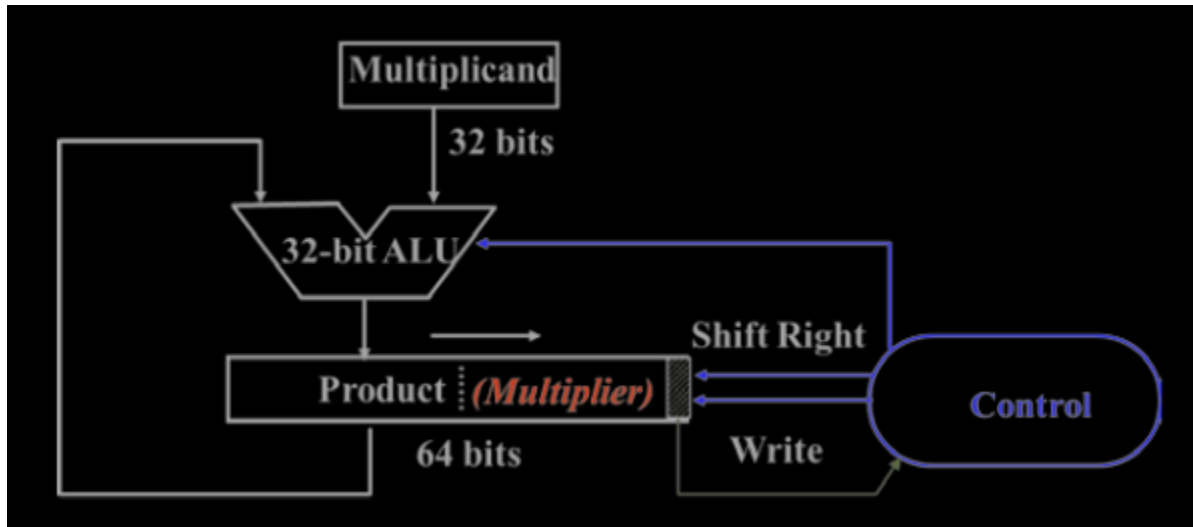 Multiplicand
32 bits
32-bit ALU
Shift Right
Product (Multiplier)
Control
64 bits
Write